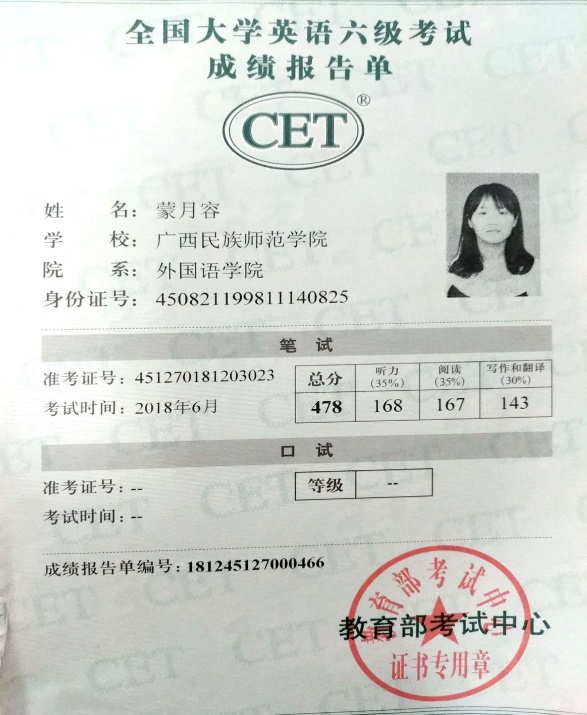 全国大学英语六级考试
成绩报告单
CET®
姓 名：蒙月容
学 校：广西民族师范学院
院 系：外国语学院
身份证号：450821199811140825
笔 试
准考证号：451270181203023
考试时间：2018年6月
总分 听力(35%) 阅读(35%) 写作和翻译(30%)
478 168 167 143
口 试
准考证号：--
考试时间：--
等级 --
成绩报告单编号：181245127000466
教育部考试中心
教育部考试中心
证书专用章